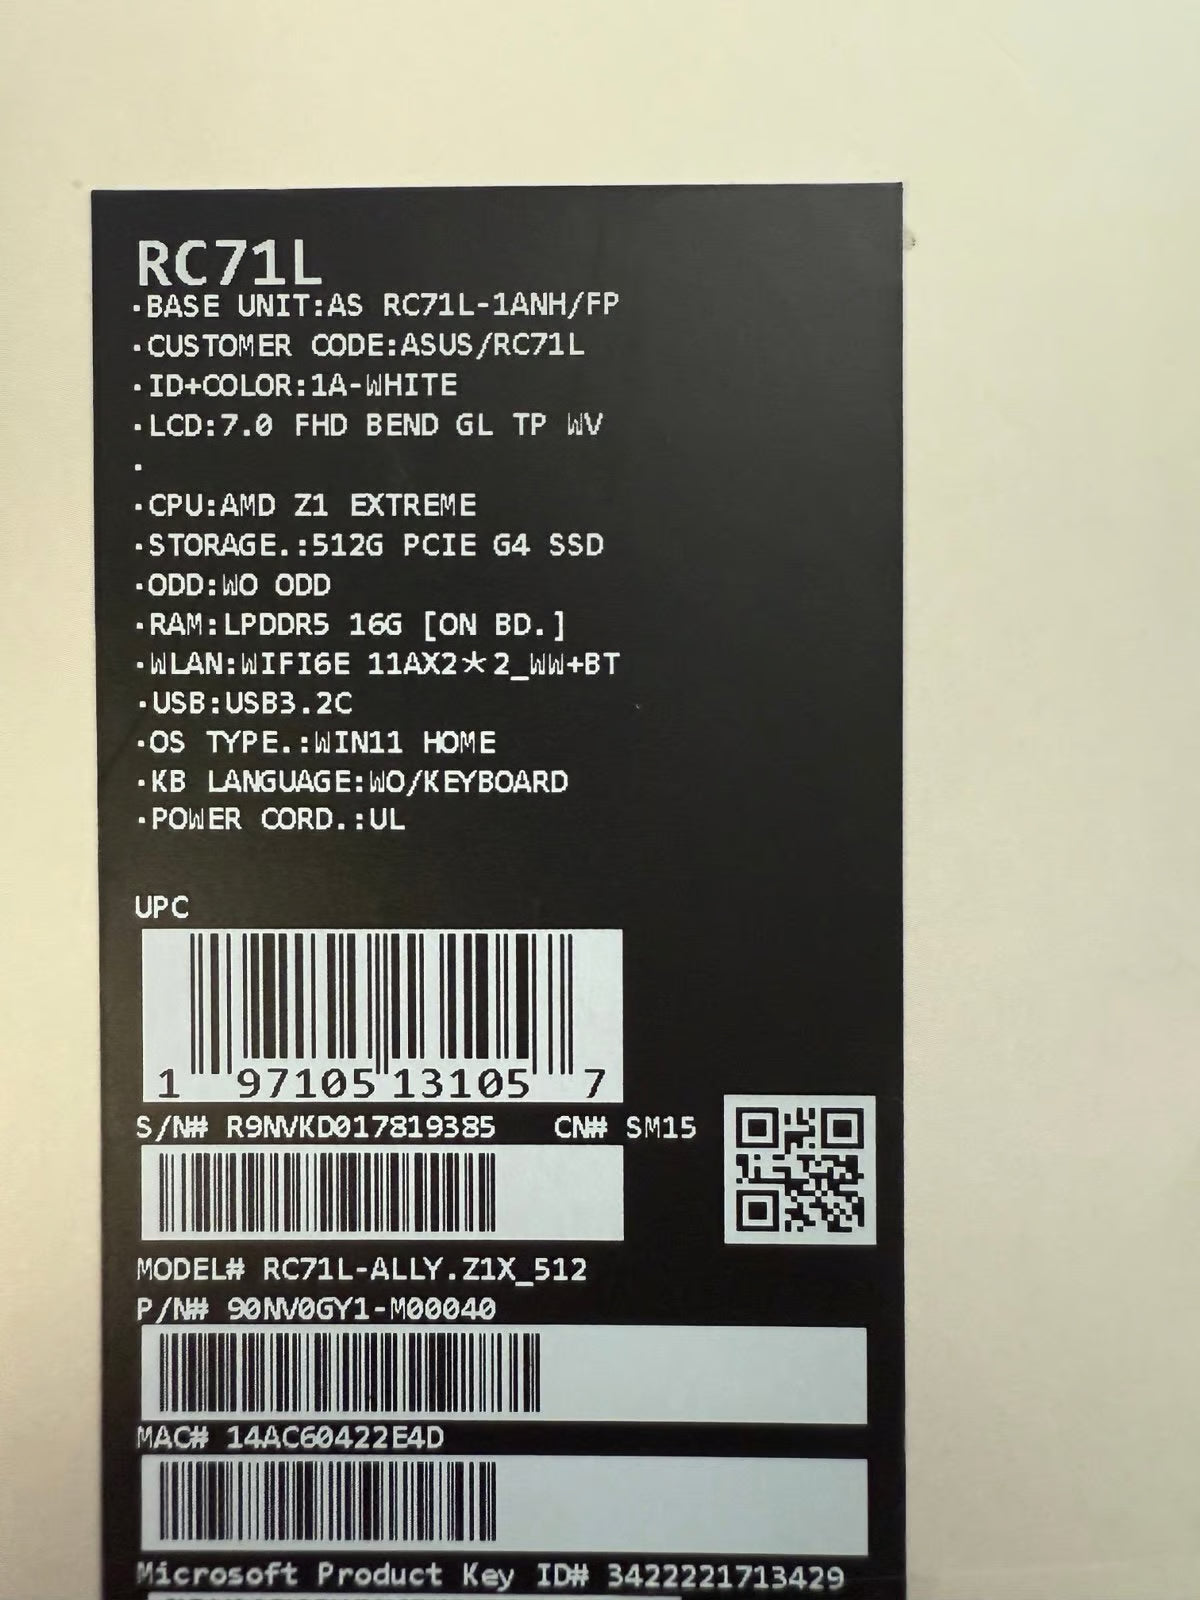 RC71L
·BASE UNIT:AS RC71L-1ANH/FP
·CUSTOMER CODE:ASUS/RC71L
·ID+COLOR:1A-WHITE
·LCD:7.0 FHD BEND GL TP WV
·
·CPU:AMD Z1 EXTREME
·STORAGE.:512G PCIE G4 SSD
·ODD:WO ODD
·RAM:LPDDR5 16G [ON BD.]
·WLAN:WIFI6E 11AX2*2_WW+BT
·USB:USB3.2C
·OS TYPE.:WIN11 HOME
·KB LANGUAGE:WO/KEYBOARD
·POWER CORD.:UL
UPC
1 97105 13105 7
S/N# R9NVKD017819385 CN# SM15
MODEL# RC71L-ALLY.Z1X_512
P/N# 90NV0GY1-M00040
MAC# 14AC60422E4D
Microsoft Product Key ID# 3422221713429